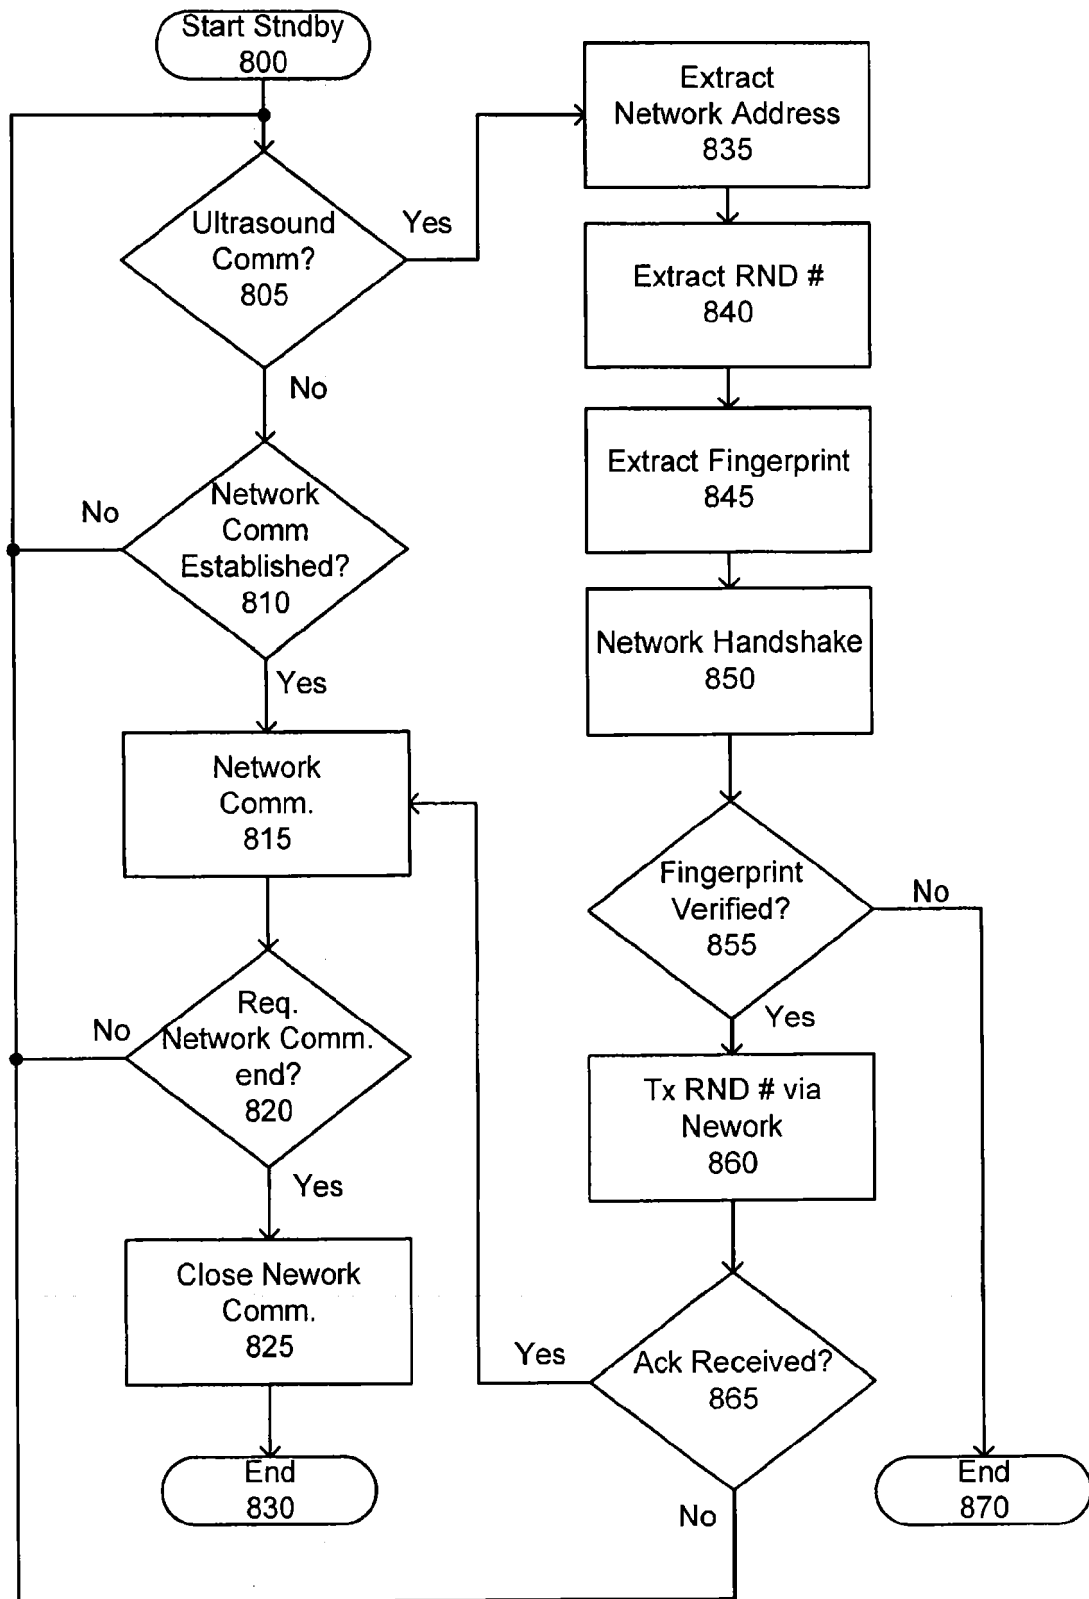 Start Stndby
800
Ultrasound
Comm?
805
Yes
No
Network
Comm
Established?
810
No
Yes
Network
Comm.
815
Req.
Network Comm.
end?
820
No
Yes
Close Nework
Comm.
825
End
830
Extract
Network Address
835
Extract RND #
840
Extract Fingerprint
845
Network Handshake
850
Fingerprint
Verified?
855
No
Yes
Tx RND # via
Nework
860
Ack Received?
865
Yes
No
End
870